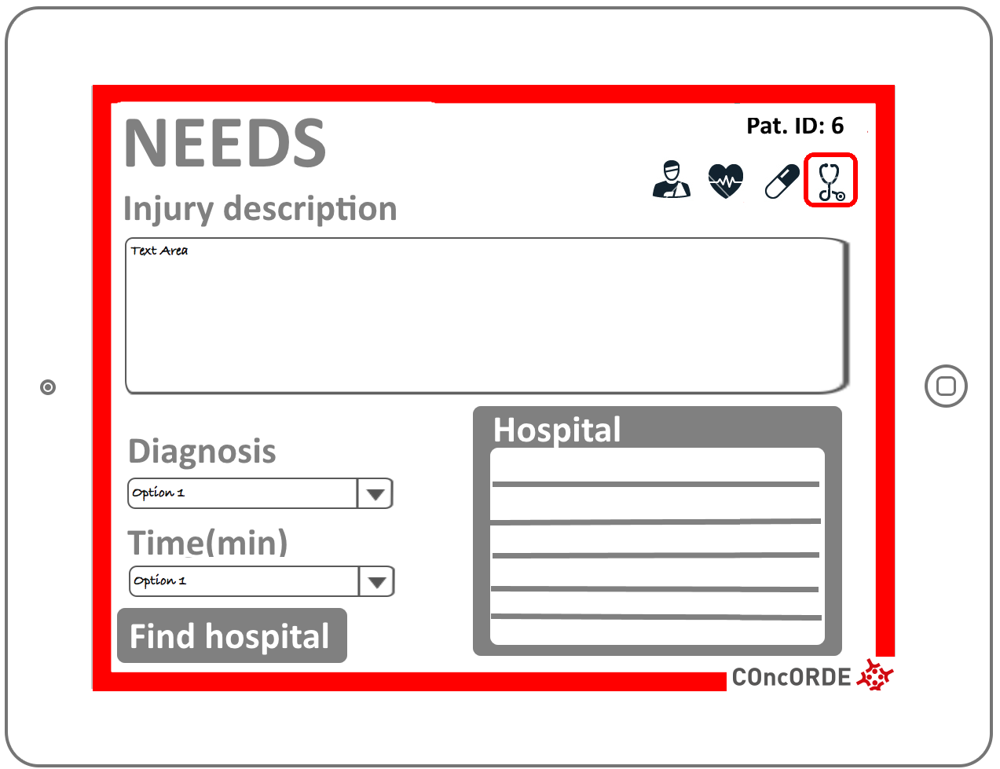 NEEDS
Pat. ID: 6
Injury description
Text Area
Hospital
Diagnosis
Option 1
Time(min)
Option 1
Find hospital
COncORDE